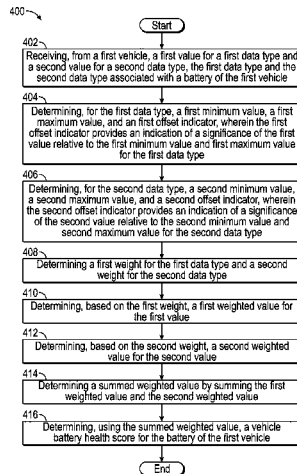 400
Start
402
Receiving, from a first vehicle, a first value for a first data type and
a second value for a second data type, the first data type and the
second data type associated with a battery of the first vehicle
404
Determining, for the first data type, a first minimum value, a first
maximum value, and an first offset indicator, wherein the first
offset indicator provides an indication of a significance of the first
value relative to the first minimum value and first maximum value
for the first data type
406
Determining, for the second data type, a second minimum value,
a second maximum value, and a second offset indicator, wherein
the second offset indicator provides an indication of a significance
of the second value relative to the second minimum value and
second maximum value for the second data type
408
Determining a first weight for the first data type and a second
weight for the second data type
410
Determining, based on the first weight, a first weighted value for
the first value
412
Determining, based on the second weight, a second weighted
value for the second value
414
Determining a summed weighted value by summing the first
weighted value and the second weighted value
416
Determining, using the summed weighted value, a vehicle
battery health score for the battery of the first vehicle
End